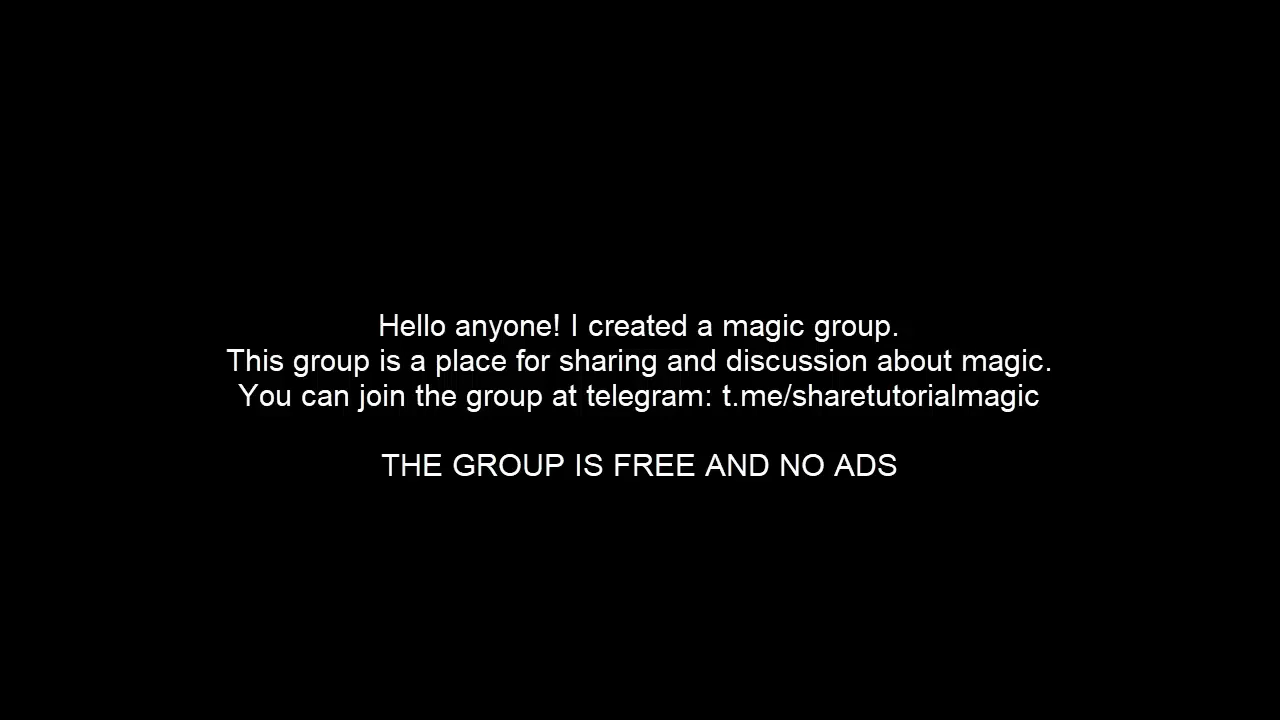 Hello anyone! I created a magic group.
This group is a place for sharing and discussion about magic.
You can join the group at telegram: t.me/sharetutorialmagic
THE GROUP IS FREE AND NO ADS